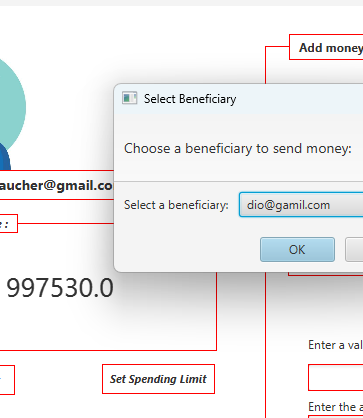 Add money
Select Beneficiary
Choose a beneficiary to send money:
aucher@gmail.co
Select a beneficiary: dio@gamil.com
:
OK
997530.0
Enter a val
Set Spending Limit
Enter the a